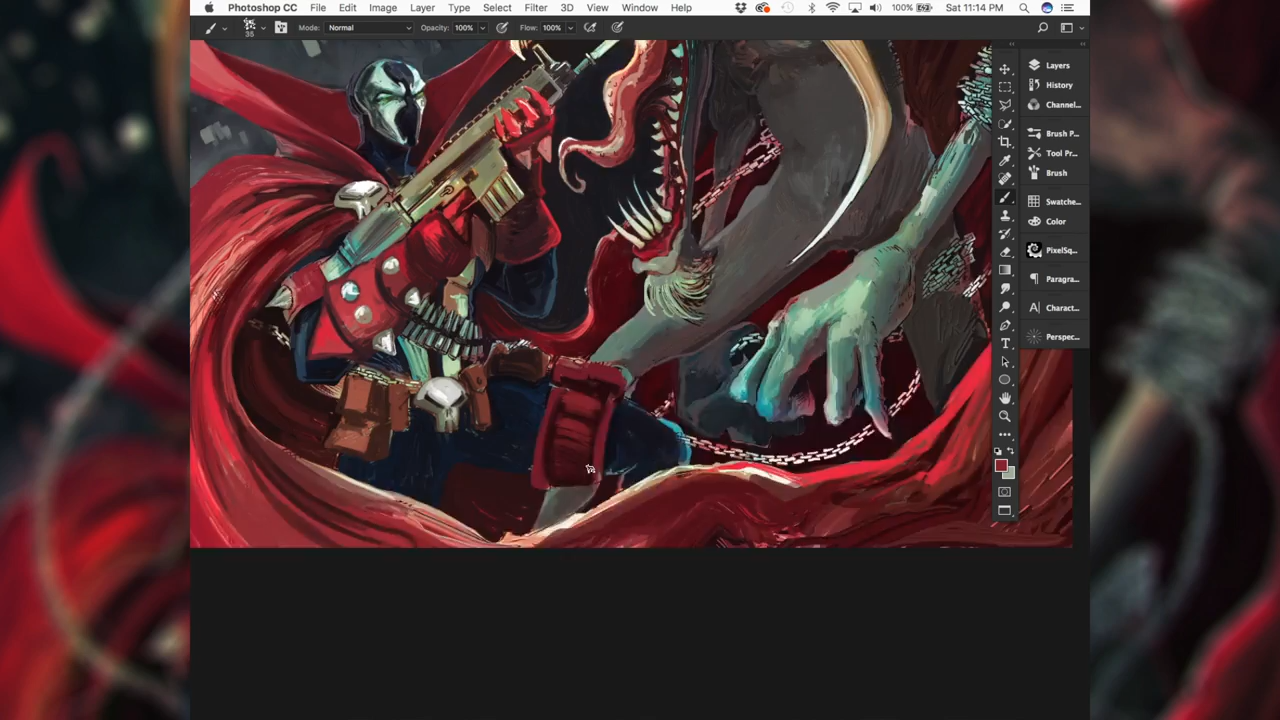 Photoshop CC File Edit Image Layer Type Select Filter 3D View Window Help 100% Sat 11:14 PM
35 Mode: Normal Opacity: 100% Flow: 100%
Layers
History
Channel...
Brush P...
Tool Pr...
Brush
Swatche...
Color
PixelSq...
Paragra...
Charact...
Perspec...